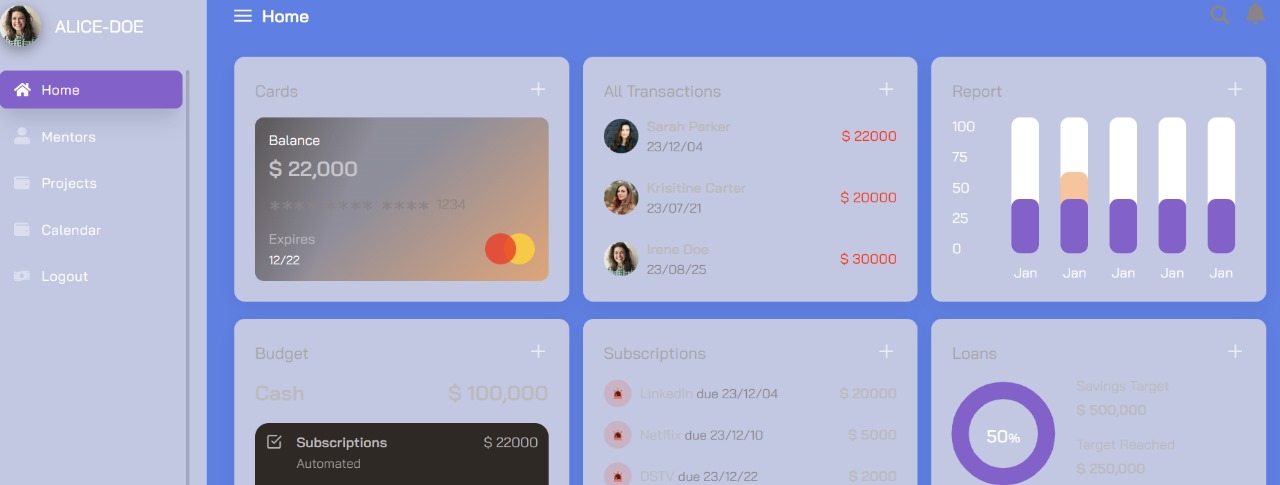 ALICE-DOE
Home
Mentors
Projects
Calendar
Logout
Home
Cards
Balance
$ 22,000
**** **** **** 1234
Expires
12/22
All Transactions
Sarah Parker
23/12/04
$ 22000
Krisitine Carter
23/07/21
$ 20000
Irene Doe
23/08/25
$ 30000
Report
100
75
50
25
0
Jan Jan Jan Jan Jan
Budget
Cash $ 100,000
Subscriptions $ 22000
Automated
Subscriptions
LinkedIn due 23/12/04 $ 20000
Netflix due 23/12/10 $ 5000
DSTV due 23/12/22 $ 2000
Loans
50%
Savings Target
$ 500,000
Target Reached
$ 250,000